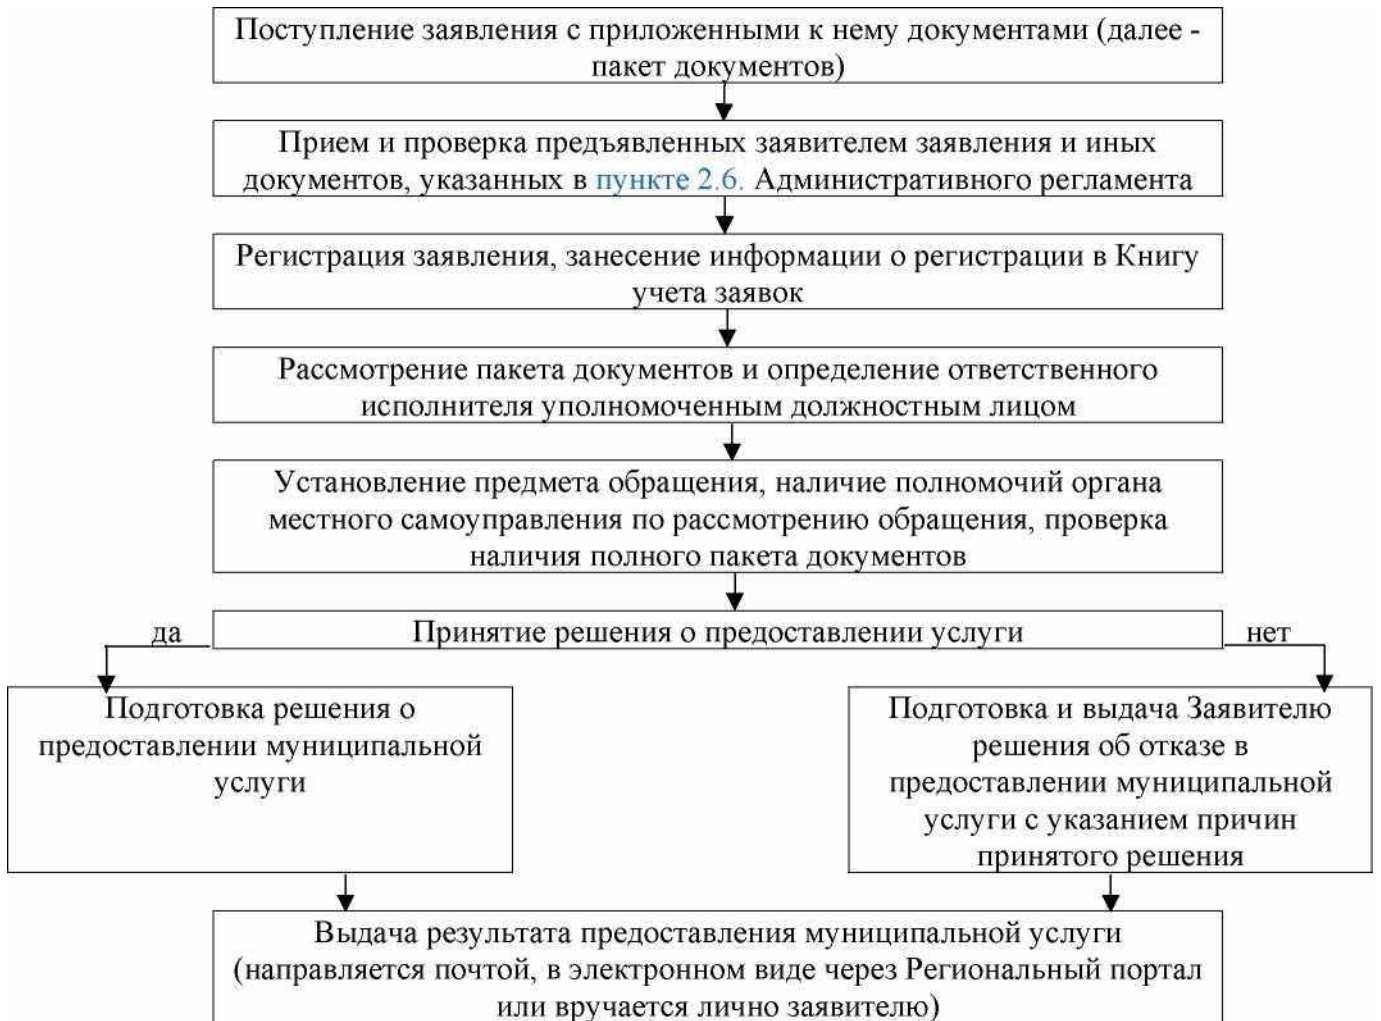 Поступление заявления с приложенными к нему документами (далее -
пакет документов)
Прием и проверка предъявленных заявителем заявления и иных
документов, указанных в пункте 2.6. Административного регламента
Регистрация заявления, занесение информации о регистрации в Книгу
учета заявок
Рассмотрение пакета документов и определение ответственного
исполнителя уполномоченным должностным лицом
Установление предмета обращения, наличие полномочий органа
местного самоуправления по рассмотрению обращения, проверка
наличия полного пакета документов
да
Принятие решения о предоставлении услуги
нет
Подготовка решения о
предоставлении муниципальной
услуги
Подготовка и выдача Заявителю
решения об отказе в
предоставлении муниципальной
услуги с указанием причин
принятого решения
Выдача результата предоставления муниципальной услуги
(направляется почтой, в электронном виде через Региональный портал
или вручается лично заявителю)